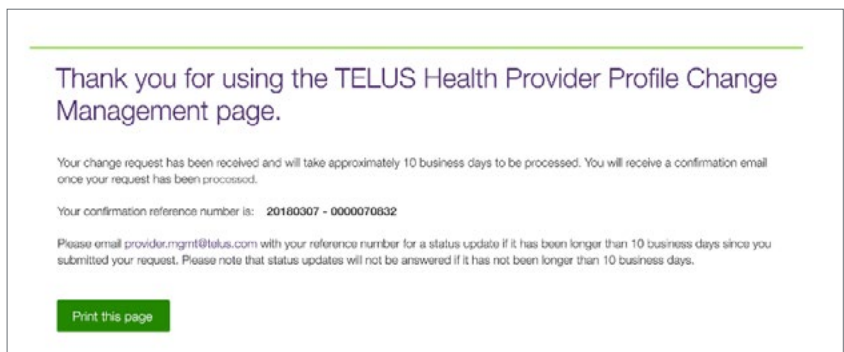 Thank you for using the TELUS Health Provider Profile Change
Management page.
Your change request has been received and will take approximately 10 business days to be processed. You will receive a confirmation email
once your request has been processed.
Your confirmation reference number is: 20180307 - 0000070832
Please email provider.mgmt@telus.com with your reference number for a status update if it has been longer than 10 business days since you
submitted your request. Please note that status updates will not be answered if it has not been longer than 10 business days.
Print this page